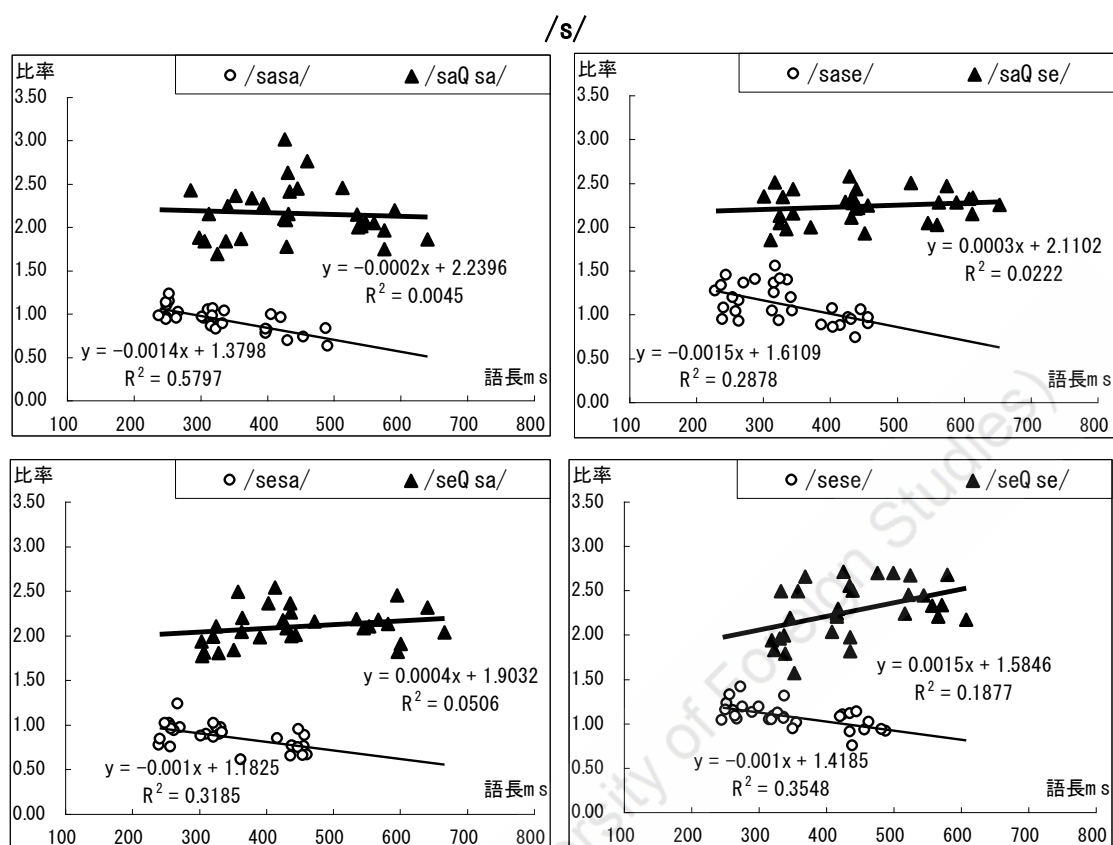 /s/
比率
○ /sasa/ ▲ /saQ sa/
3.50
3.00
2.50
2.00
1.50
1.00
0.50
0.00
y = −0.0002x + 2.2396
R² = 0.0045
y = −0.0014x + 1.3798
R² = 0.5797
語長ms
100 200 300 400 500 600 700 800
比率
○ /sase/ ▲ /saQ se/
3.50
3.00
2.50
2.00
1.50
1.00
0.50
0.00
y = 0.0003x + 2.1102
R² = 0.0222
y = −0.0015x + 1.6109
R² = 0.2878
語長ms
100 200 300 400 500 600 700 800
比率
○ /sesa/ ▲ /seQ sa/
3.50
3.00
2.50
2.00
1.50
1.00
0.50
0.00
y = 0.0004x + 1.9032
R² = 0.0506
y = −0.001x + 1.1825
R² = 0.3185
語長ms
100 200 300 400 500 600 700 800
比率
○ /sese/ ▲ /seQ se/
3.50
3.00
2.50
2.00
1.50
1.00
0.50
0.00
y = 0.0015x + 1.5846
R² = 0.1877
y = −0.001x + 1.4185
R² = 0.3548
語長ms
100 200 300 400 500 600 700 800
of Foreign Studies)